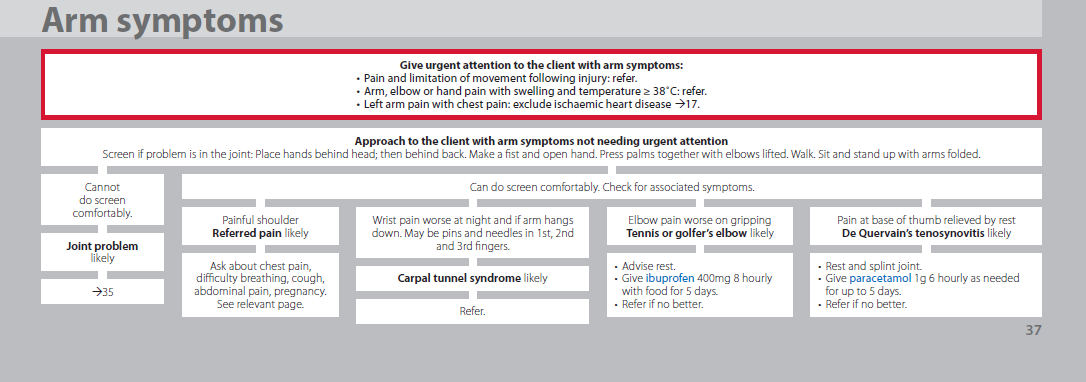 Arm symptoms
Give urgent attention to the client with arm symptoms:
• Pain and limitation of movement following injury: refer.
• Arm, elbow or hand pain with swelling and temperature ≥ 38˚C: refer.
• Left arm pain with chest pain: exclude ischaemic heart disease →17.
Approach to the client with arm symptoms not needing urgent attention
Screen if problem is in the joint: Place hands behind head; then behind back. Make a fist and open hand. Press palms together with elbows lifted. Walk. Sit and stand up with arms folded.
Cannot
do screen
comfortably.
Joint problem
likely
→35
Can do screen comfortably. Check for associated symptoms.
Painful shoulder
Referred pain likely
Ask about chest pain,
difficulty breathing, cough,
abdominal pain, pregnancy.
See relevant page.
Wrist pain worse at night and if arm hangs
down. May be pins and needles in 1st, 2nd
and 3rd fingers.
Carpal tunnel syndrome likely
Refer.
Elbow pain worse on gripping
Tennis or golfer's elbow likely
• Advise rest.
• Give ibuprofen 400mg 8 hourly
with food for 5 days.
• Refer if no better.
Pain at base of thumb relieved by rest
De Quervain's tenosynovitis likely
• Rest and splint joint.
• Give paracetamol 1g 6 hourly as needed
for up to 5 days.
• Refer if no better.
37